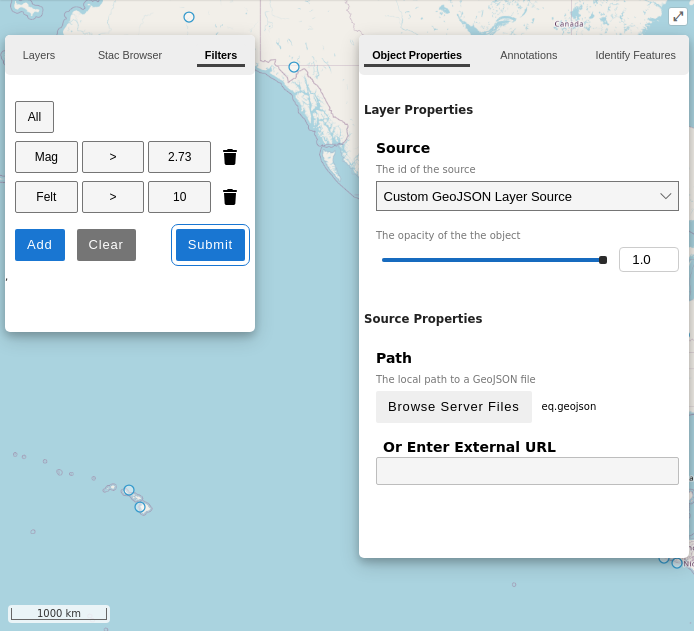 Canada
Layers Stac Browser Filters
All
Mag > 2.73
Felt > 10
Add Clear Submit
Object Properties Annotations Identify Features
Layer Properties
Source
The id of the source
Custom GeoJSON Layer Source
The opacity of the the object
1.0
Source Properties
Path
The local path to a GeoJSON file
Browse Server Files eq.geojson
Or Enter External URL
1000 km